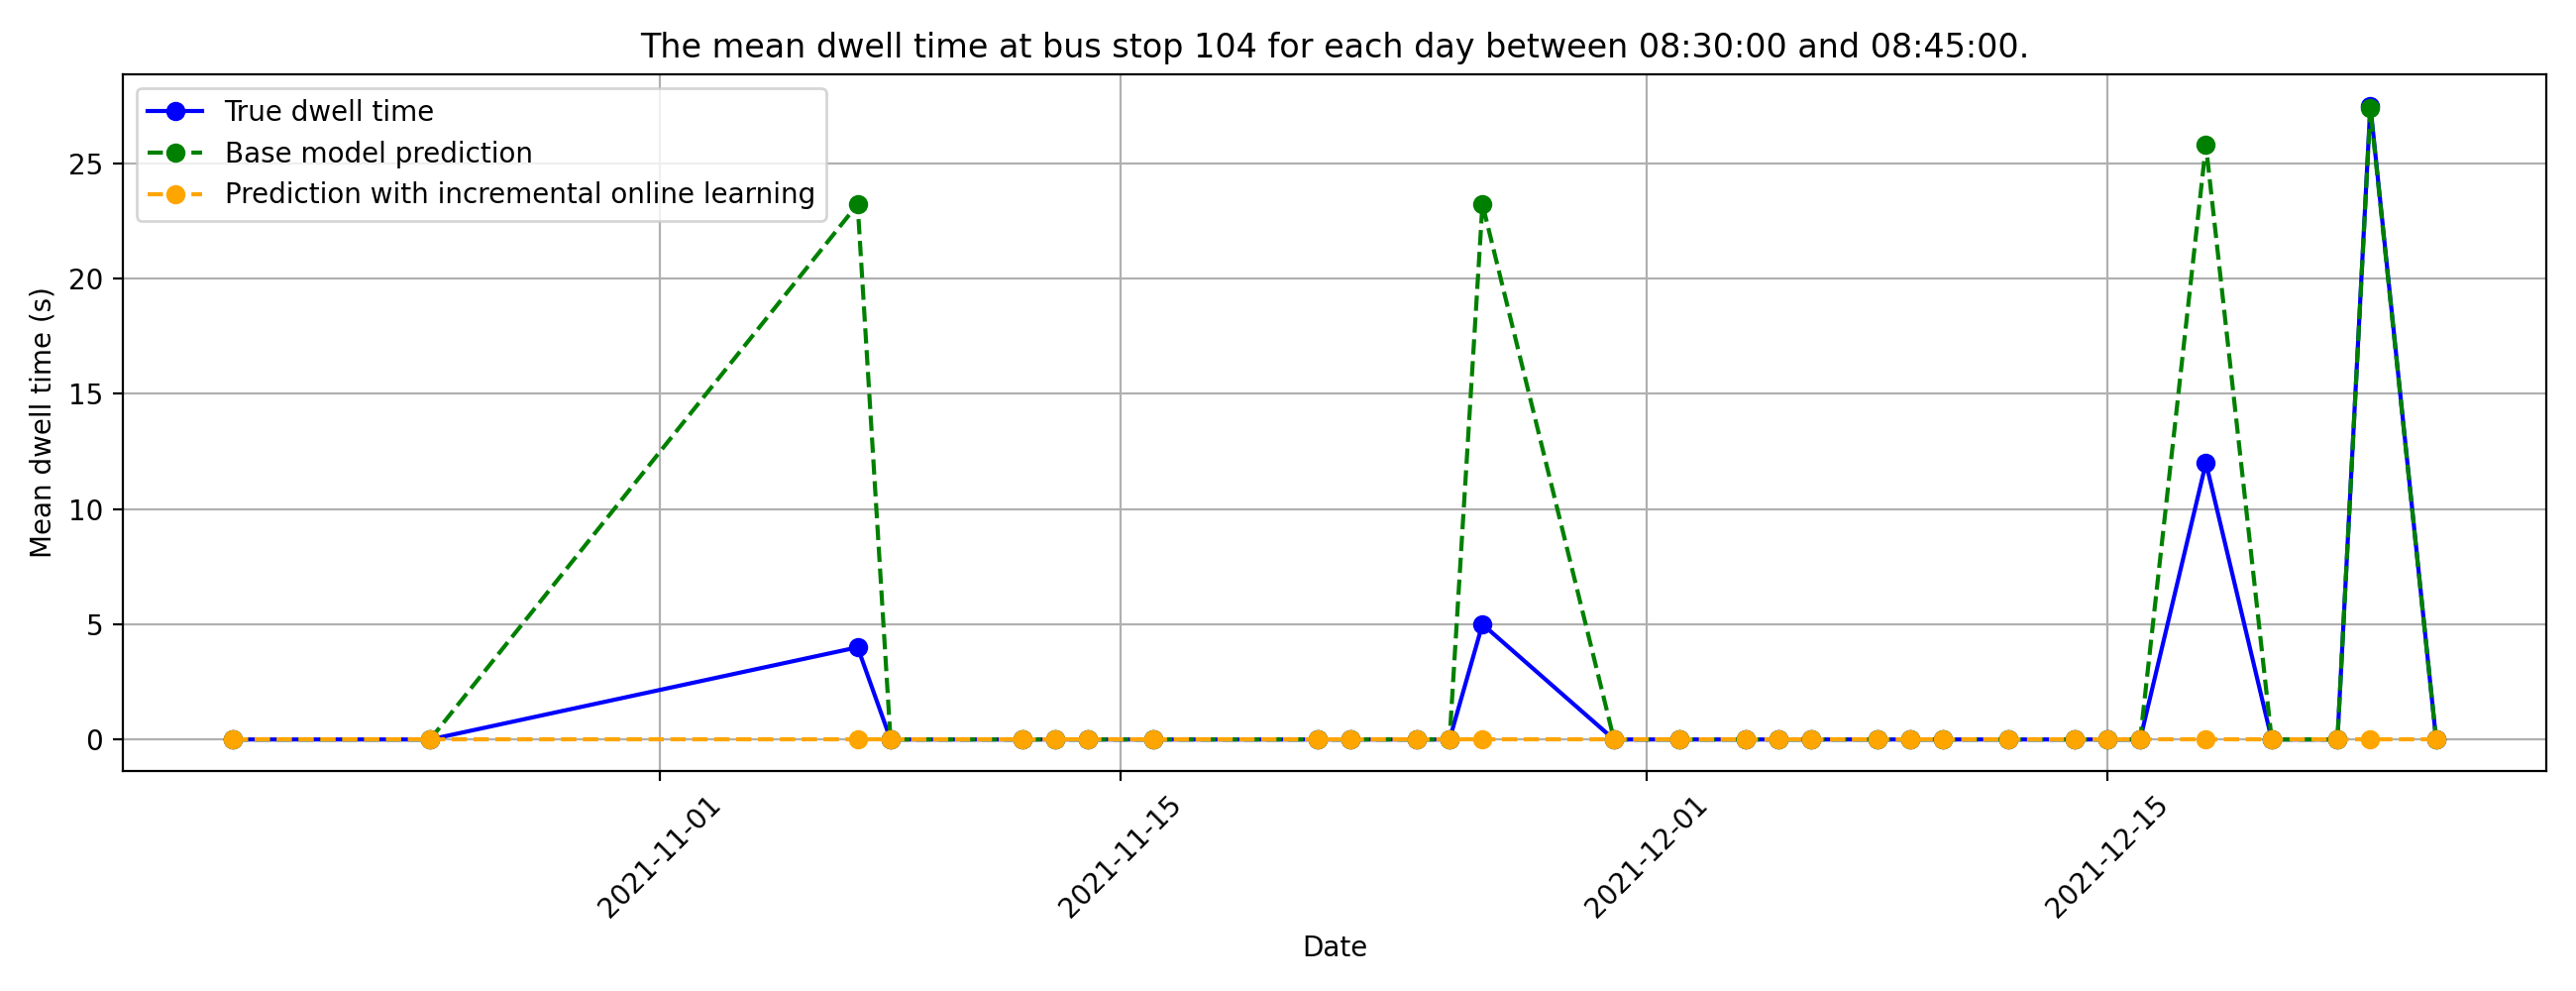 The mean dwell time at bus stop 104 for each day between 08:30:00 and 08:45:00.
True dwell time
Base model prediction
Prediction with incremental online learning
Mean dwell time (s)
25
20
15
10
5
0
2021-11-01
2021-11-15
2021-12-01
2021-12-15
Date